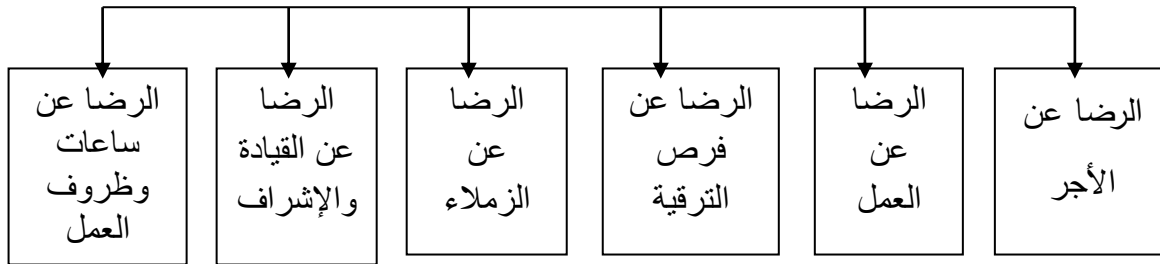 الرضا عن
الأجر
الرضا
عن
العمل
الرضا عن
فرص
الترقية
الرضا
عن
الزملاء
الرضا
عن القيادة
والإشراف
الرضا عن
ساعات
وظروف
العمل